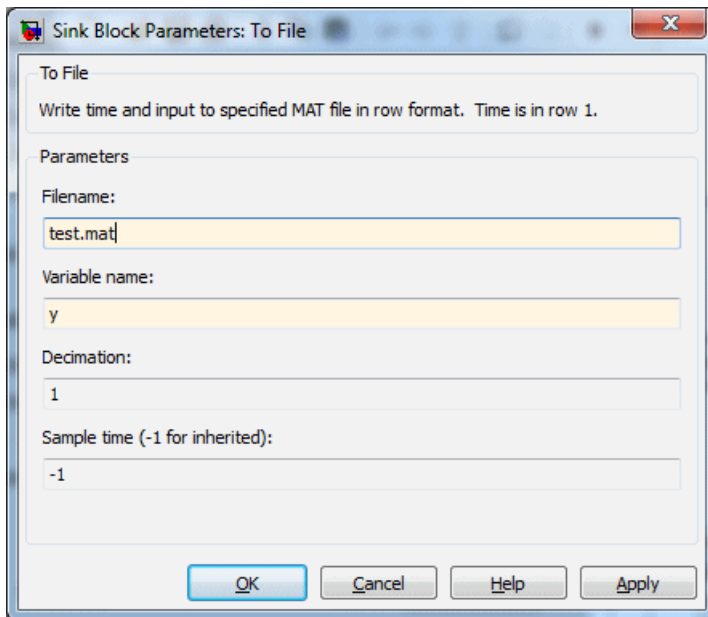 Sink Block Parameters: To File
To File
Write time and input to specified MAT file in row format.  Time is in row 1.
Parameters
Filename:
test.mat
Variable name:
y
Decimation:
1
Sample time (-1 for inherited):
-1
OK Cancel Help Apply